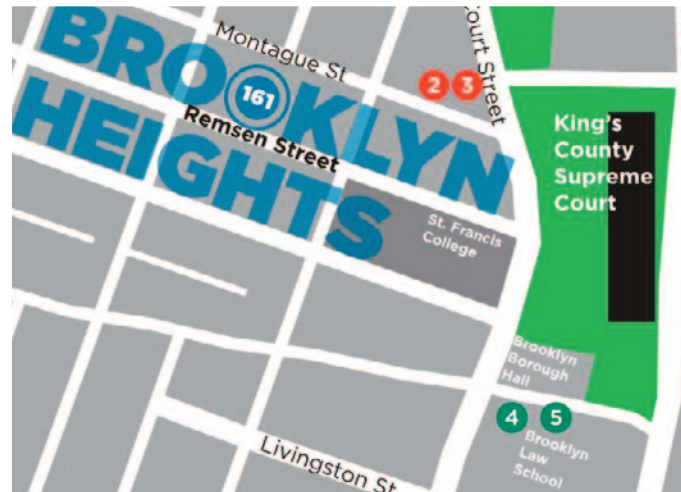 Montague St
Court Street
BROOKLYN
HEIGHTS
161
Remsen Street
2 3
King's
County
Supreme
Court
St. Francis
College
Brooklyn
Borough
Hall
4 5
Brooklyn
Law
School
Livingston St